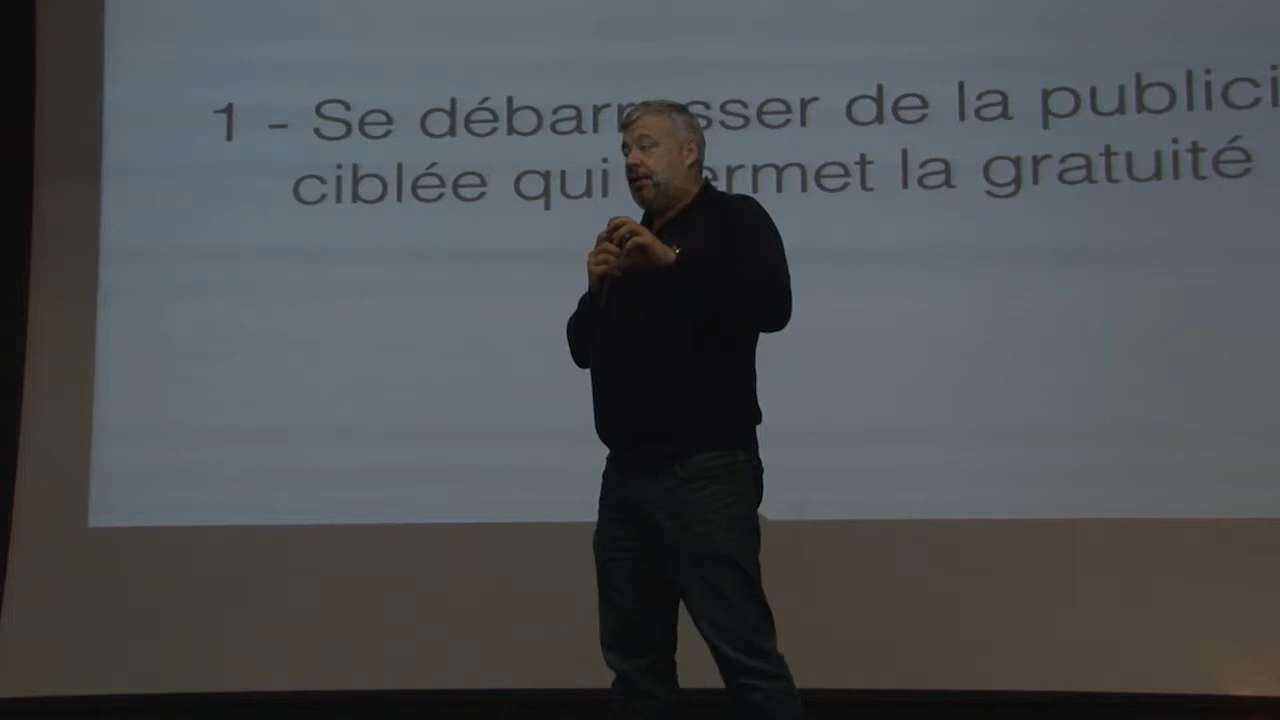 1 - Se débarrasser de la publici
ciblée qui permet la gratuité